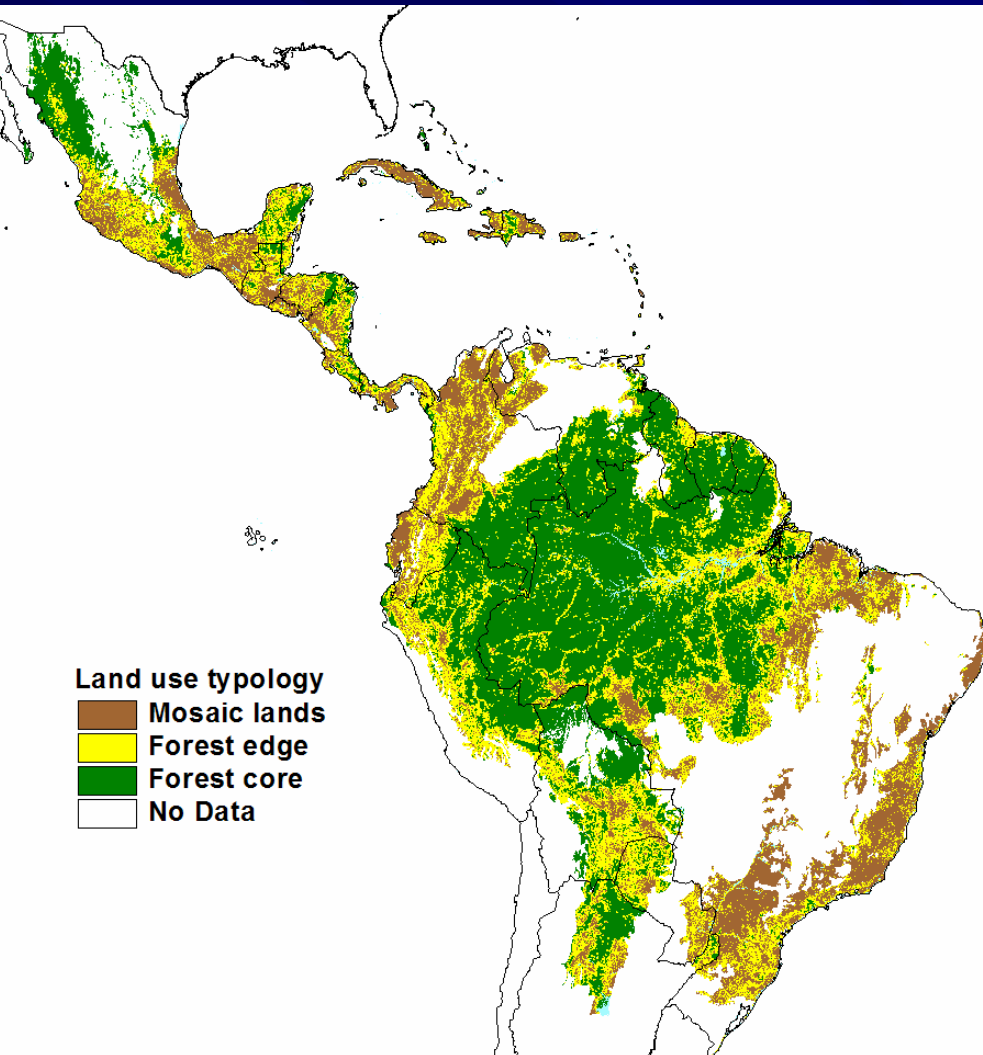 Land use typology
Mosaic lands
Forest edge
Forest core
No Data